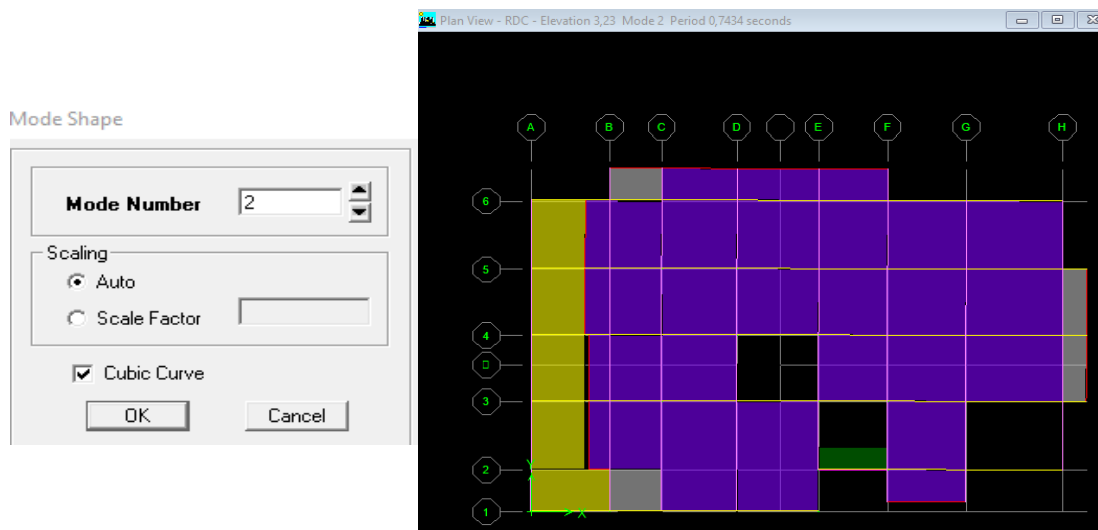 Mode Shape
Mode Number 2
Scaling
Auto
Scale Factor
Cubic Curve
OK Cancel
Plan View - RDC - Elevation 3,23 Mode 2 Period 0,7434 seconds
A B C D E F G H
6
5
4
3
2
1
Y
X